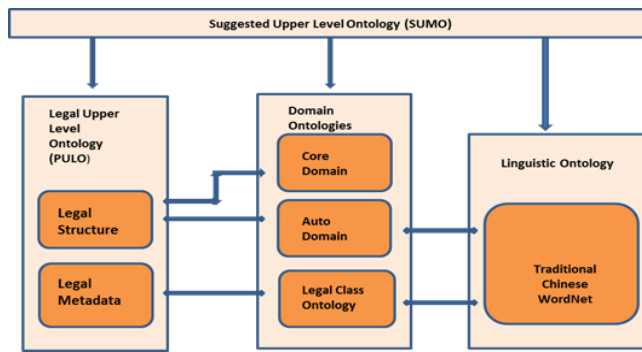 Suggested Upper Level Ontology (SUMO)
Legal Upper
Level
Ontology
(PULO)
Legal
Structure
Legal
Metadata
Domain
Ontologies
Core
Domain
Auto
Domain
Legal Class
Ontology
Linguistic Ontology
Traditional
Chinese
WordNet